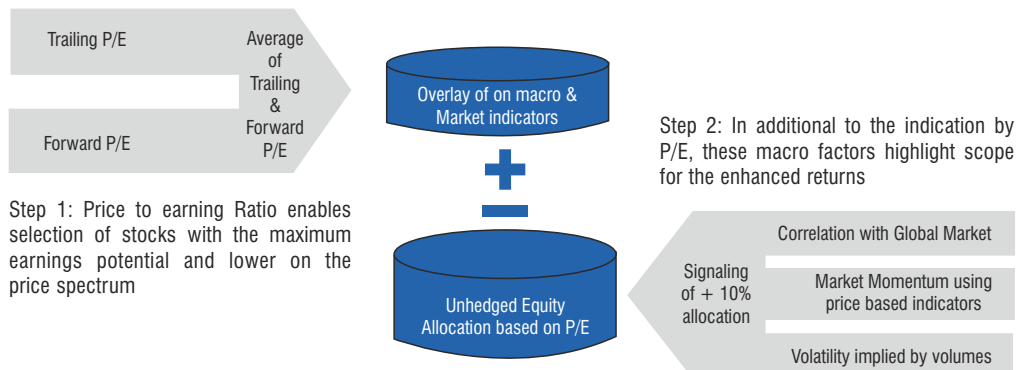 Trailing P/E
Forward P/E
Average
of
Trailing
&
Forward
P/E
Step 1: Price to earning Ratio enables
selection of stocks with the maximum
earnings potential and lower on the
price spectrum
Overlay of on macro &
Market indicators
Unhedged Equity
Allocation based on P/E
Step 2: In additional to the indication by
P/E, these macro factors highlight scope
for the enhanced returns
Signaling
of + 10%
allocation
Correlation with Global Market
Market Momentum using
price based indicators
Volatility implied by volumes